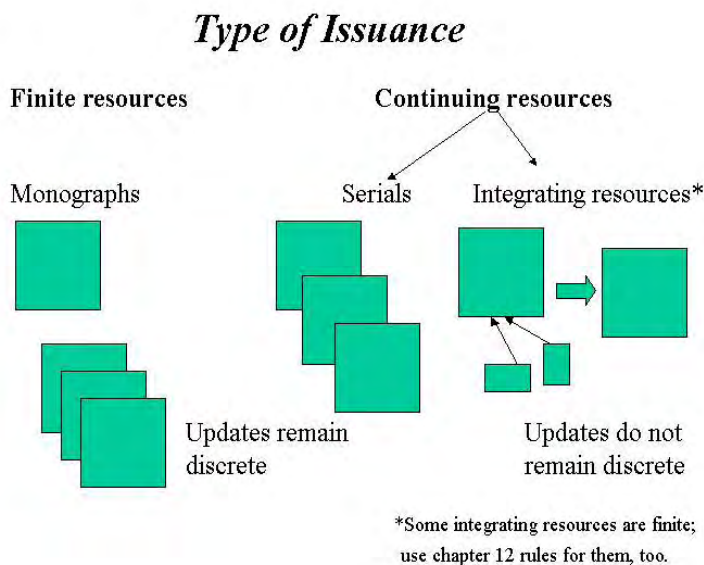 Type of Issuance
Finite resources
Continuing resources
Monographs
Serials
Integrating resources*
Updates remain
discrete
Updates do not
remain discrete
*Some integrating resources are finite;
use chapter 12 rules for them, too.